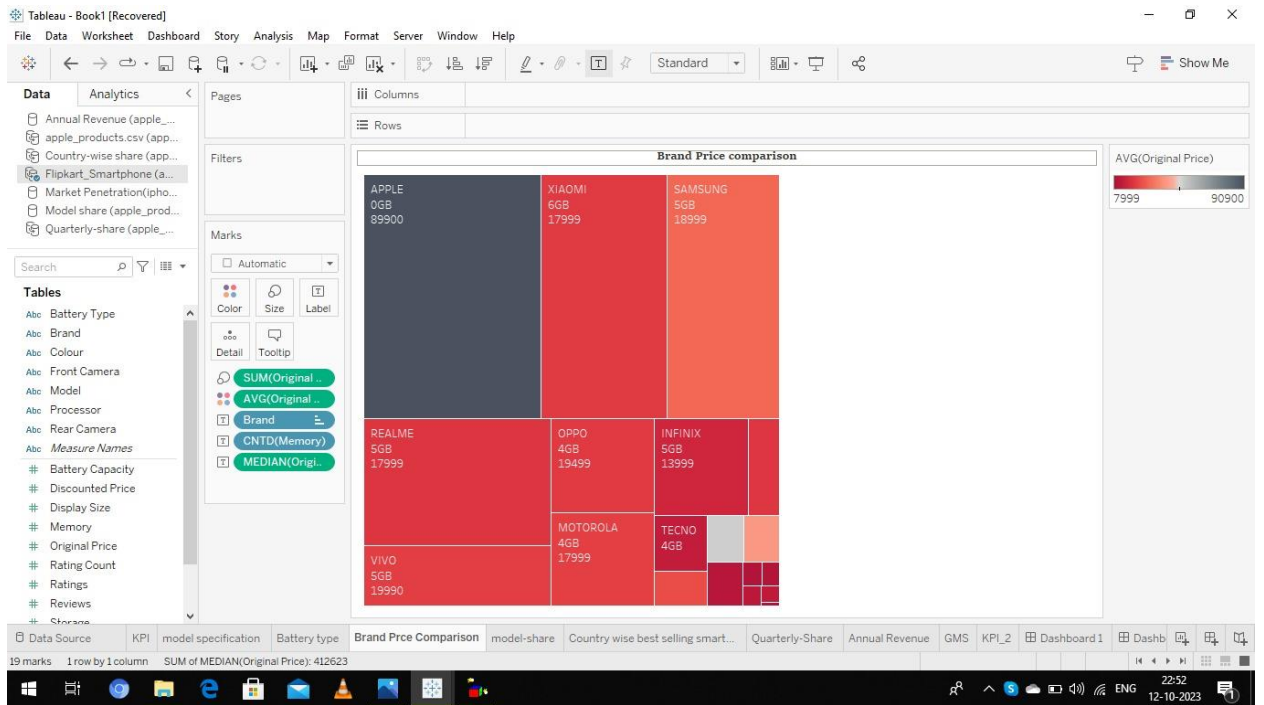 Tableau - Book1 [Recovered]
File Data Worksheet Dashboard Story Analysis Map Format Server Window Help
Standard
Show Me
Data Analytics
Annual Revenue (apple_...
apple_products.csv (app...
Country-wise share (app...
Flipkart_Smartphone (a...
Market Penetration(ipho...
Model share (apple_prod...
Quarterly-share (apple_...
Search
Tables
Abc Battery Type
Abc Brand
Abc Colour
Abc Front Camera
Abc Model
Abc Processor
Abc Rear Camera
Abc Measure Names
# Battery Capacity
# Discounted Price
# Display Size
# Memory
# Original Price
# Rating Count
# Ratings
# Reviews
# Storage
Pages
Filters
Marks
Automatic
Color Size Label
Detail Tooltip
SUM(Original ..
AVG(Original ..
Brand
CNTD(Memory)
MEDIAN(Origi..
Columns
Rows
Brand Price comparison
APPLE
0GB
89900
XIAOMI
6GB
17999
SAMSUNG
5GB
18999
REALME
5GB
17999
OPPO
4GB
19499
INFINIX
5GB
13999
VIVO
5GB
19990
MOTOROLA
4GB
17999
TECNO
4GB
AVG(Original Price)
7999 90900
Data Source KPI model specification Battery type Brand Prce Comparison model-share Country wise best selling smart... Quarterly-Share Annual Revenue GMS KPI_2 Dashboard 1 Dashb
19 marks 1 row by 1 column SUM of MEDIAN(Original Price): 412623
ENG
22:52
12-10-2023